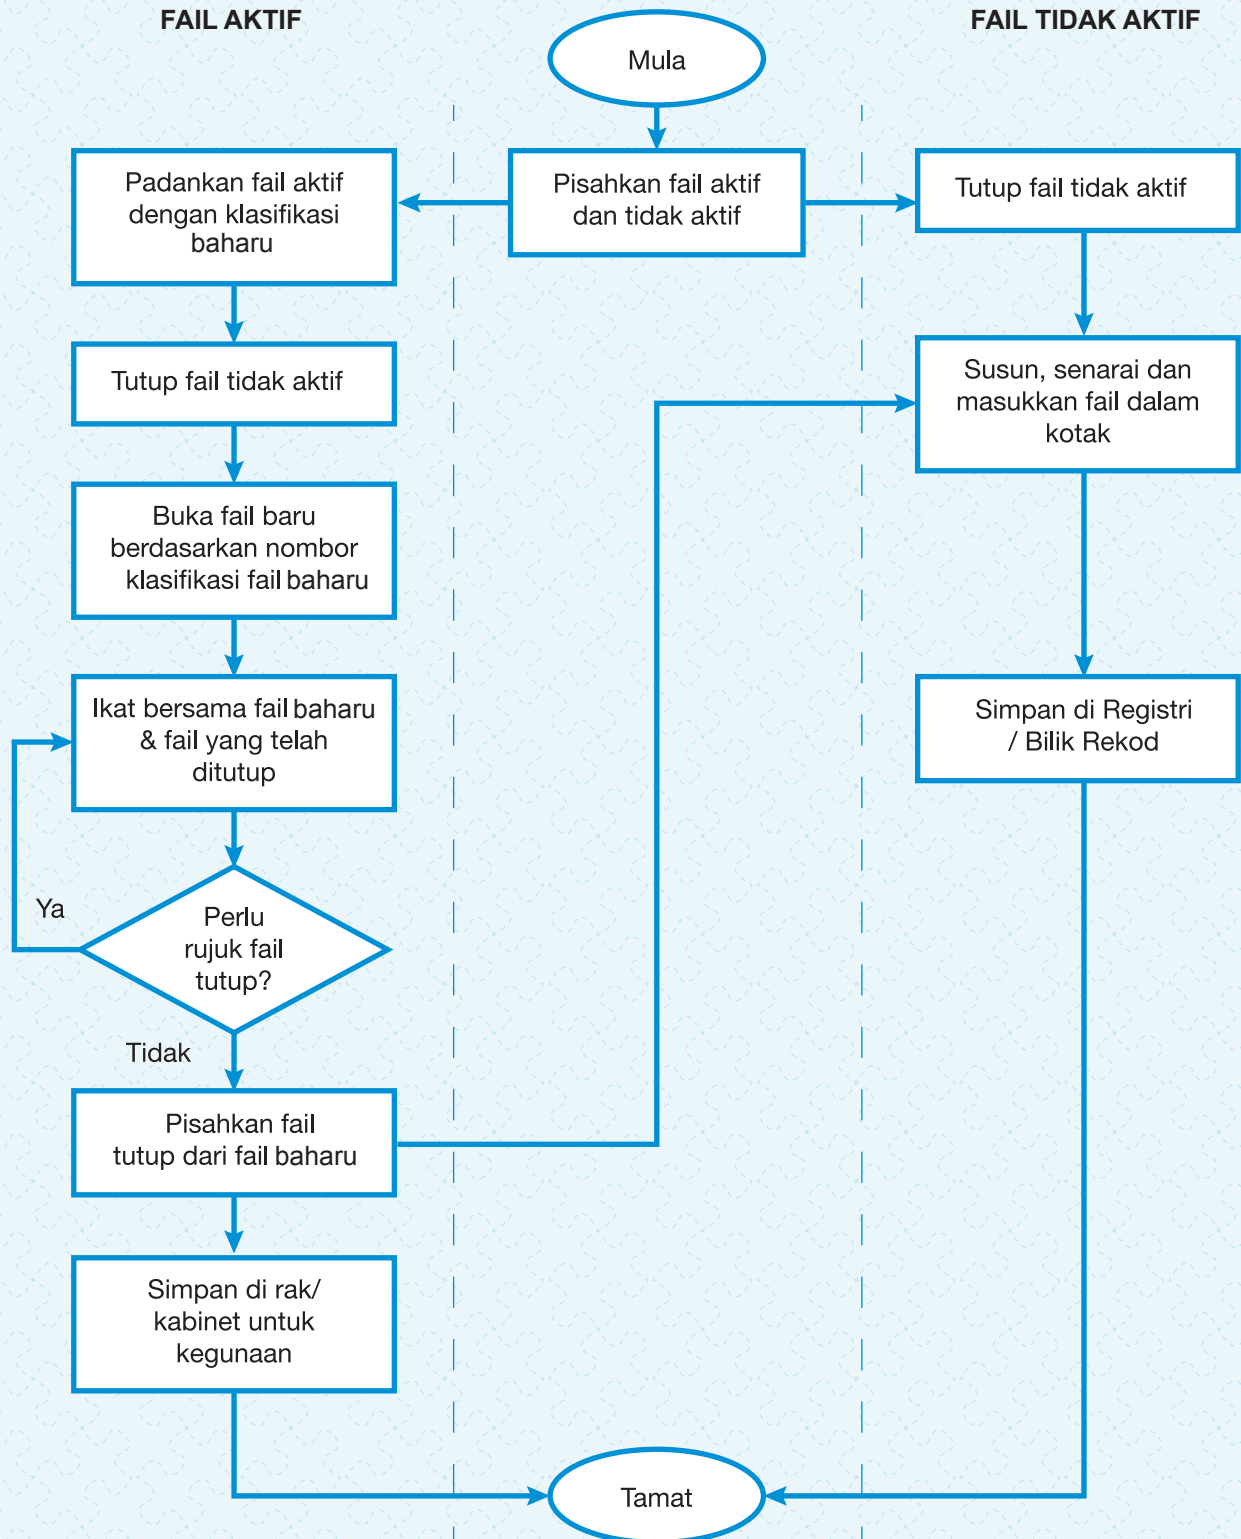 FAIL AKTIF
FAIL TIDAK AKTIF
Mula
Pisahkan fail aktif
dan tidak aktif
Padankan fail aktif
dengan klasifikasi
baharu
Tutup fail tidak aktif
Buka fail baru
berdasarkan nombor
klasifikasi fail baharu
Ikat bersama fail baharu
& fail yang telah
ditutup
Ya
Perlu
rujuk fail
tutup?
Tidak
Pisahkan fail
tutup dari fail baharu
Simpan di rak/
kabinet untuk
kegunaan
Tutup fail tidak aktif
Susun, senarai dan
masukkan fail dalam
kotak
Simpan di Registri
/ Bilik Rekod
Tamat